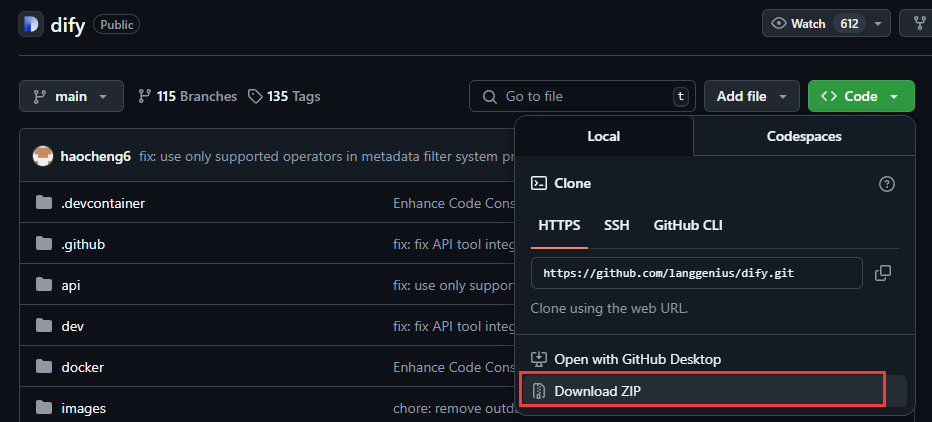 dify Public Watch 612
main 115 Branches 135 Tags Go to file t Add file <> Code
Local Codespaces
haocheng6 fix: use only supported operators in metadata filter system pr
Clone
.devcontainer Enhance Code Cons
HTTPS SSH GitHub CLI
.github fix: fix API tool integ
https://github.com/langgenius/dify.git
api fix: use only suppor
Clone using the web URL.
dev fix: fix API tool integ
Open with GitHub Desktop
docker Enhance Code Cons
Download ZIP
images chore: remove outda